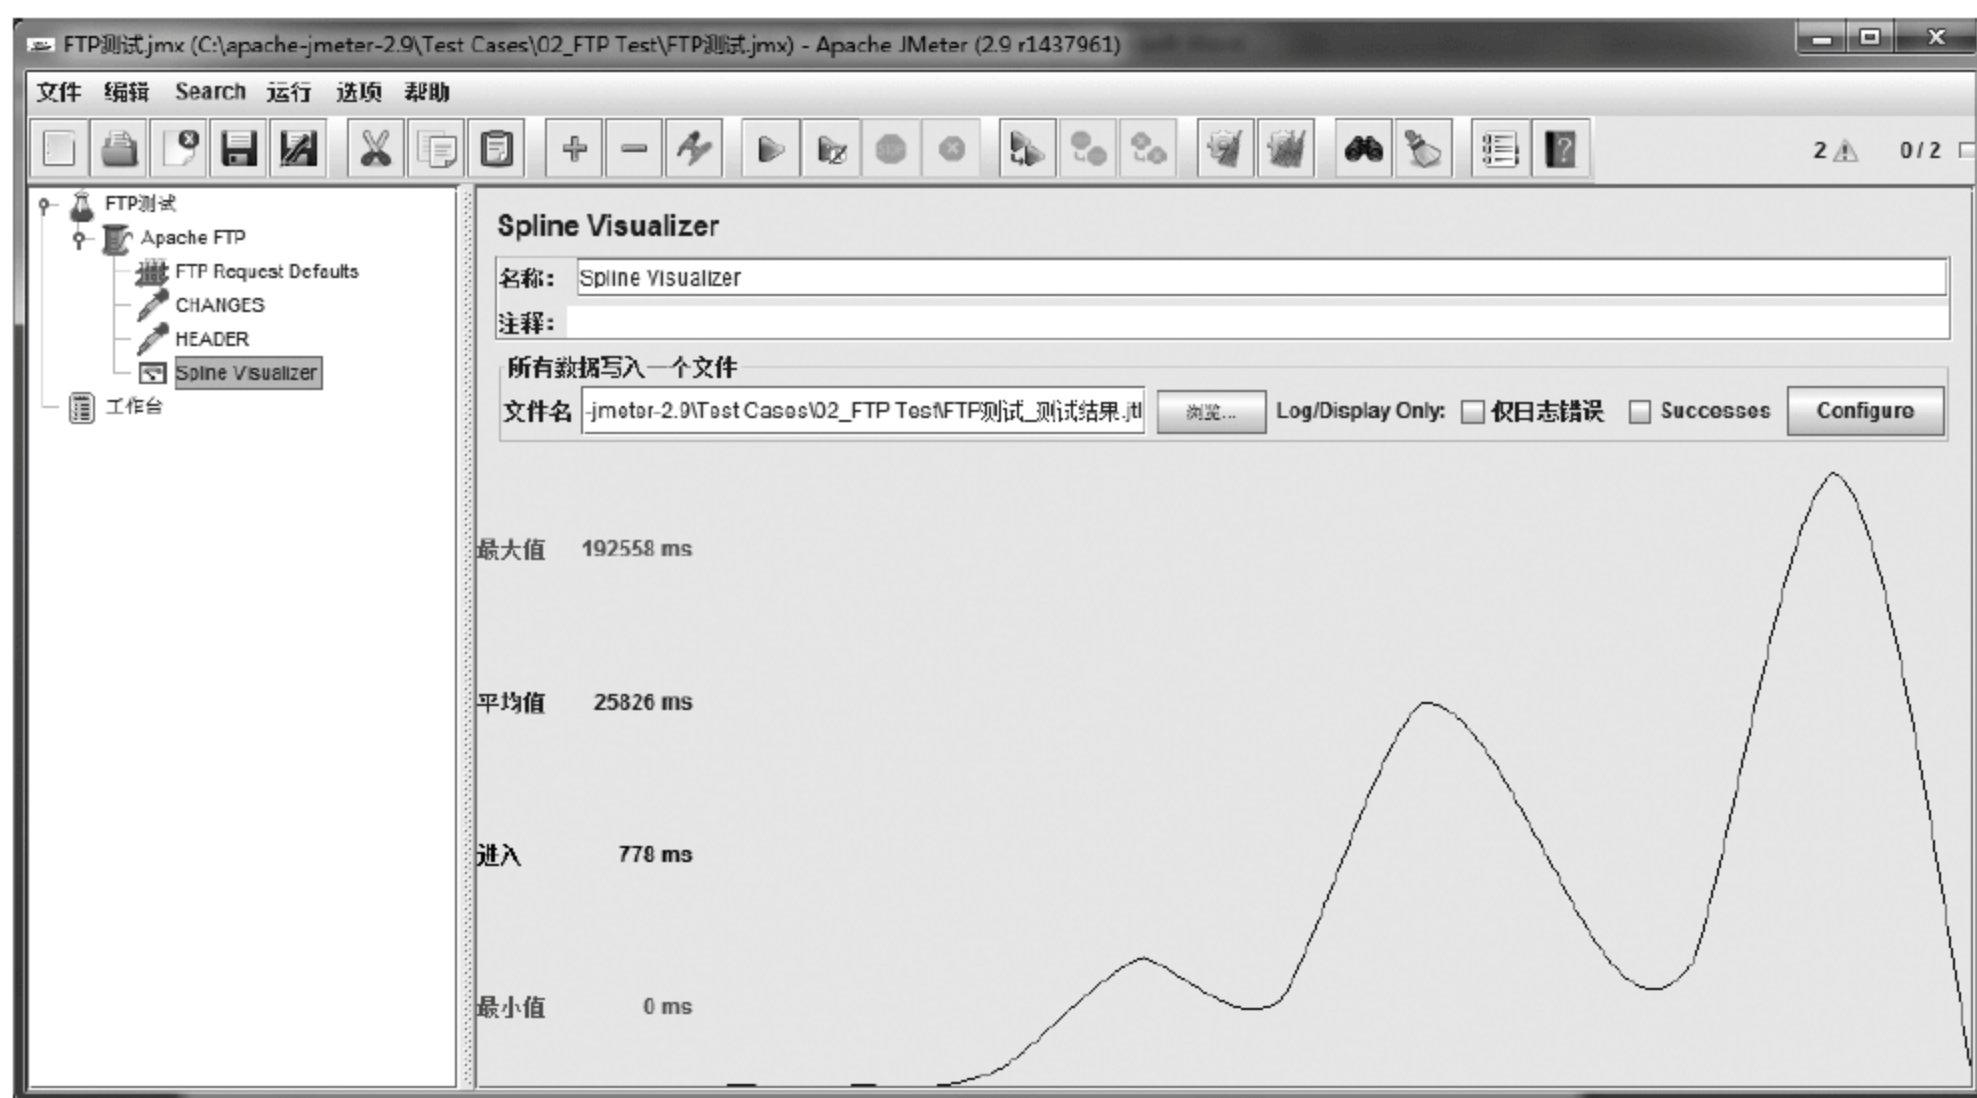 FTP测试.jmx (C:\apache-jmeter-2.9\Test Cases\02_FTP Test\FTP测试.jmx) - Apache JMeter (2.9 r1437961)
文件 编辑 Search 运行 选项 帮助
2 0 / 2
FTP测试
Apache FTP
FTP Request Defaults
CHANGES
HEADER
Spline Visualizer
工作台
Spline Visualizer
名称: Spline Visualizer
注释:
所有数据写入一个文件
文件名 -jmeter-2.9\Test Cases\02_FTP Test\FTP测试_测试结果.jtl 浏览... Log/Display Only: 仅日志错误 Successes Configure
最大值 192558 ms
平均值 25826 ms
进入 778 ms
最小值 0 ms